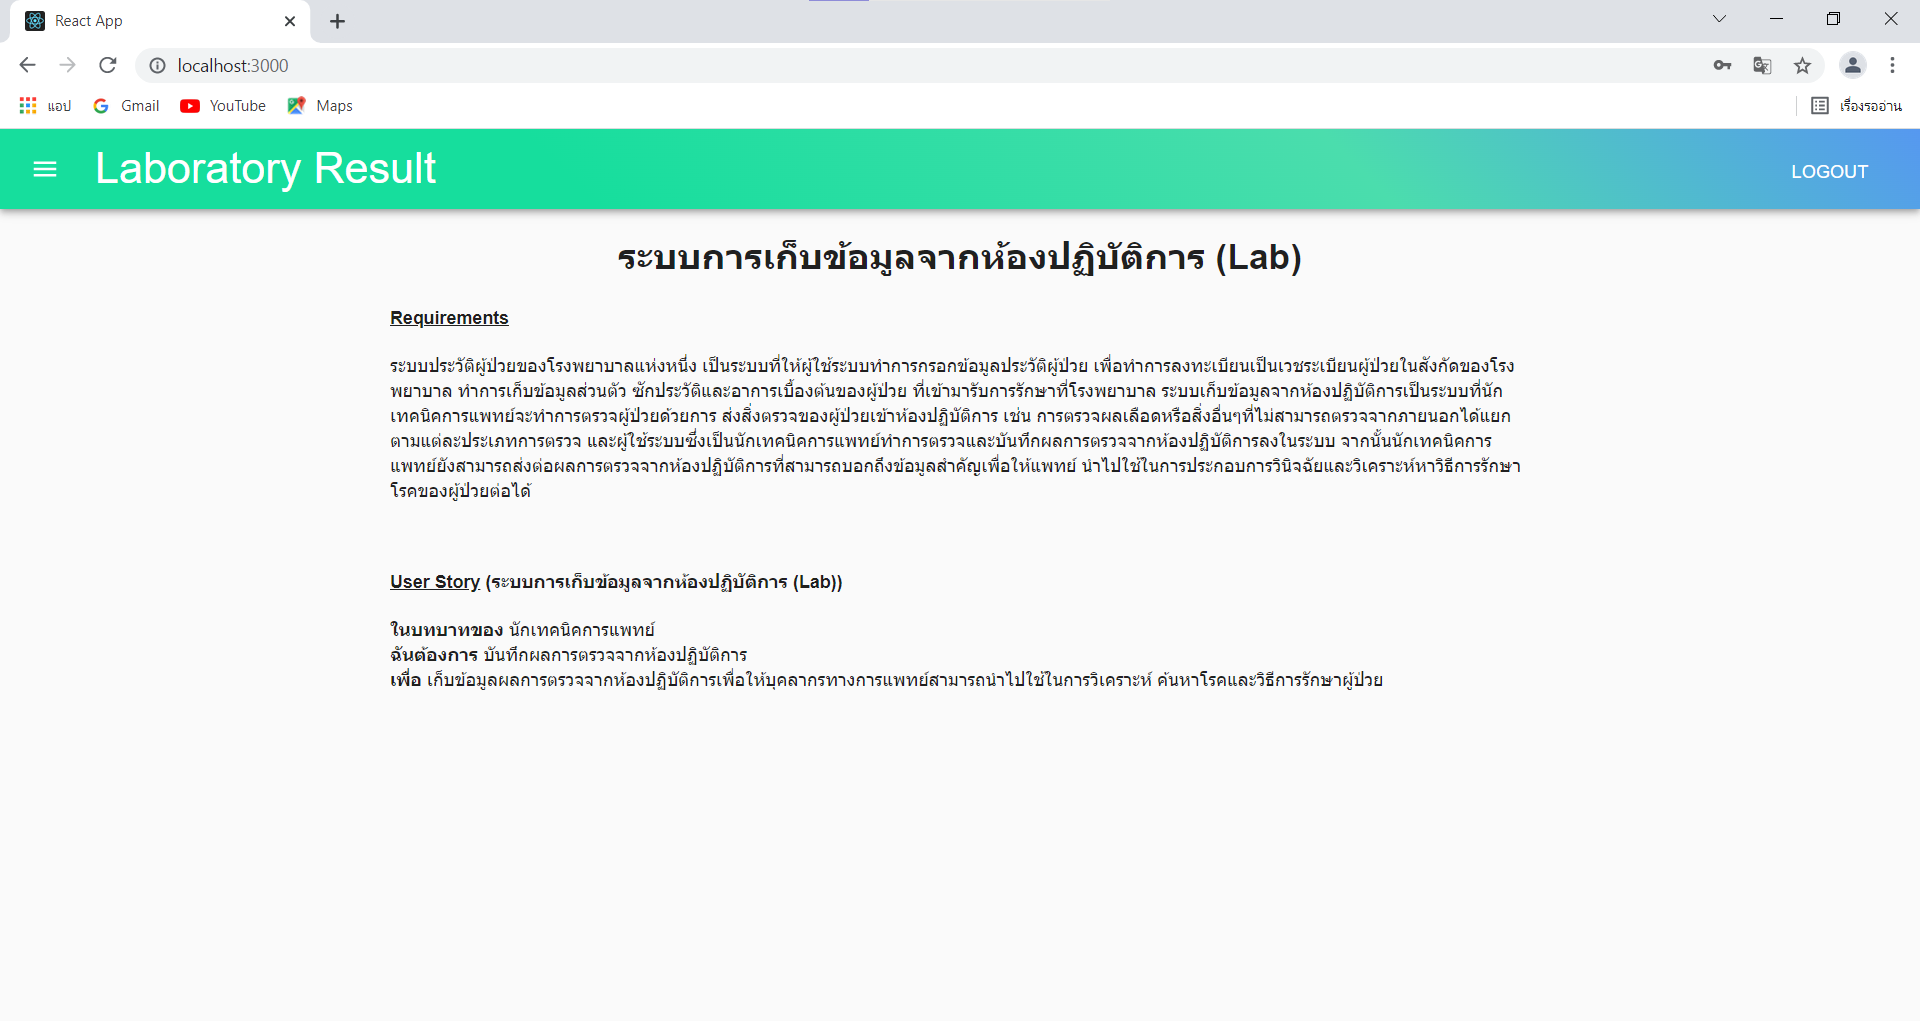 React App
localhost:3000
แอป Gmail YouTube Maps เรื่องรออ่าน
Laboratory Result LOGOUT
ระบบการเก็บข้อมูลจากห้องปฏิบัติการ (Lab)
Requirements
ระบบประวัติผู้ป่วยของโรงพยาบาลแห่งหนึ่ง เป็นระบบที่ให้ผู้ใช้ระบบทำการกรอกข้อมูลประวัติผู้ป่วย เพื่อทำการลงทะเบียนเป็นเวชระเบียนผู้ป่วยในสังกัดของโรง
พยาบาล ทำการเก็บข้อมูลส่วนตัว ซักประวัติและอาการเบื้องต้นของผู้ป่วย ที่เข้ามารับการรักษาที่โรงพยาบาล ระบบเก็บข้อมูลจากห้องปฏิบัติการเป็นระบบที่นัก
เทคนิคการแพทย์จะทำการตรวจผู้ป่วยด้วยการ ส่งสิ่งตรวจของผู้ป่วยเข้าห้องปฏิบัติการ เช่น การตรวจผลเลือดหรือสิ่งอื่นๆที่ไม่สามารถตรวจจากภายนอกได้แยก
ตามแต่ละประเภทการตรวจ และผู้ใช้ระบบซึ่งเป็นนักเทคนิคการแพทย์ทำการตรวจและบันทึกผลการตรวจจากห้องปฏิบัติการลงในระบบ จากนั้นนักเทคนิคการ
แพทย์ยังสามารถส่งต่อผลการตรวจจากห้องปฏิบัติการที่สามารถบอกถึงข้อมูลสำคัญเพื่อให้แพทย์ นำไปใช้ในการประกอบการวินิจฉัยและวิเคราะห์หาวิธีการรักษา
โรคของผู้ป่วยต่อได้
User Story (ระบบการเก็บข้อมูลจากห้องปฏิบัติการ (Lab))
ในบทบาทของ นักเทคนิคการแพทย์
ฉันต้องการ บันทึกผลการตรวจจากห้องปฏิบัติการ
เพื่อ เก็บข้อมูลผลการตรวจจากห้องปฏิบัติการเพื่อให้บุคลากรทางการแพทย์สามารถนำไปใช้ในการวิเคราะห์ ค้นหาโรคและวิธีการรักษาผู้ป่วย